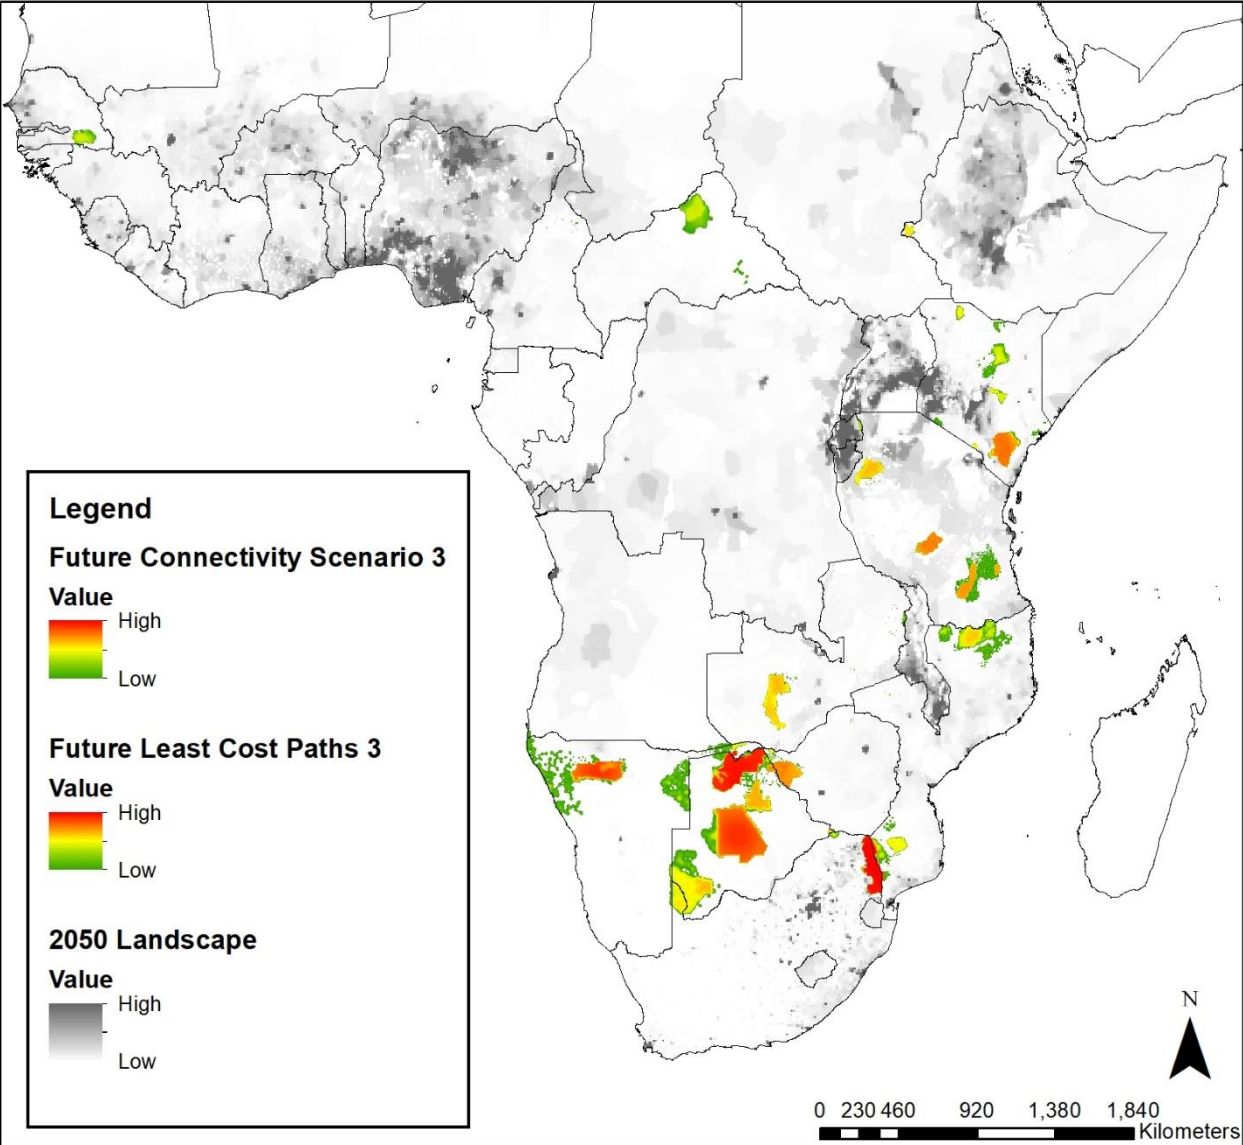 Legend
Future Connectivity Scenario 3
Value
High
Low
Future Least Cost Paths 3
Value
High
Low
2050 Landscape
Value
High
Low
N
0 230 460 920 1,380 1,840
Kilometers